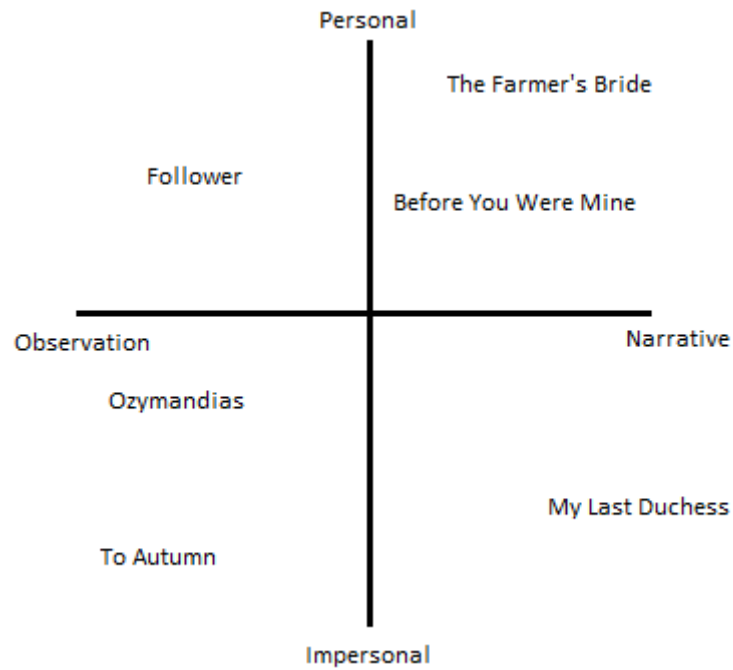 Personal
The Farmer's Bride
Follower
Before You Were Mine
Observation
Narrative
Ozymandias
My Last Duchess
To Autumn
Impersonal